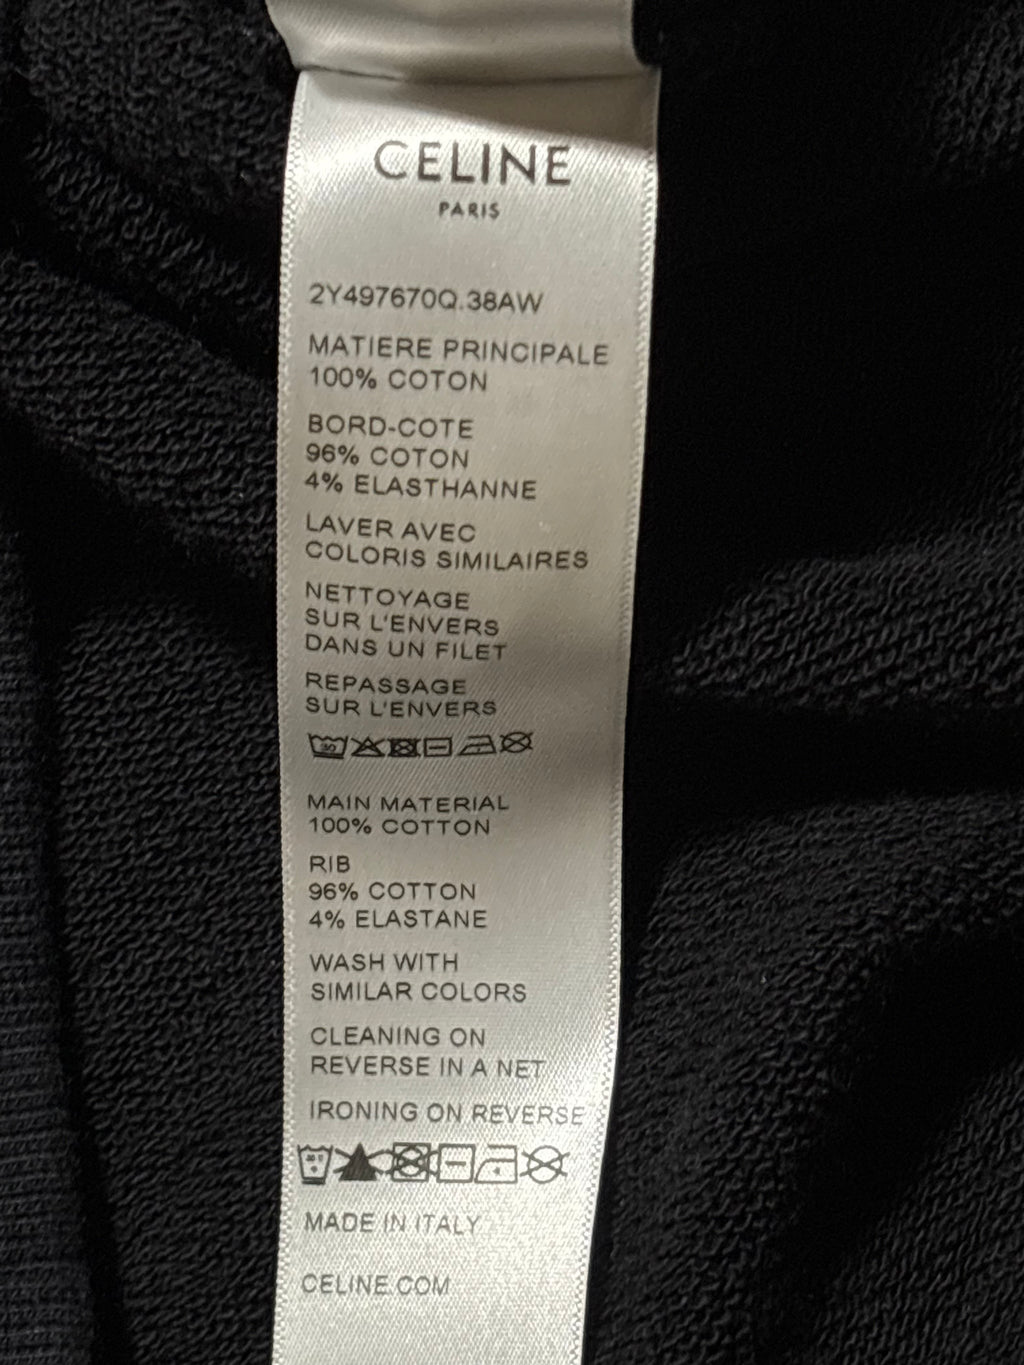 CELINE
PARIS
2Y497670Q.38AW
MATIERE PRINCIPALE
100% COTON
BORD-COTE
96% COTON
4% ELASTHANNE
LAVER AVEC
COLORIS SIMILAIRES
NETTOYAGE
SUR L'ENVERS
DANS UN FILET
REPASSAGE
SUR L'ENVERS
30
MAIN MATERIAL
100% COTTON
RIB
96% COTTON
4% ELASTANE
WASH WITH
SIMILAR COLORS
CLEANING ON
REVERSE IN A NET
IRONING ON REVERSE
MADE IN ITALY
CELINE.COM